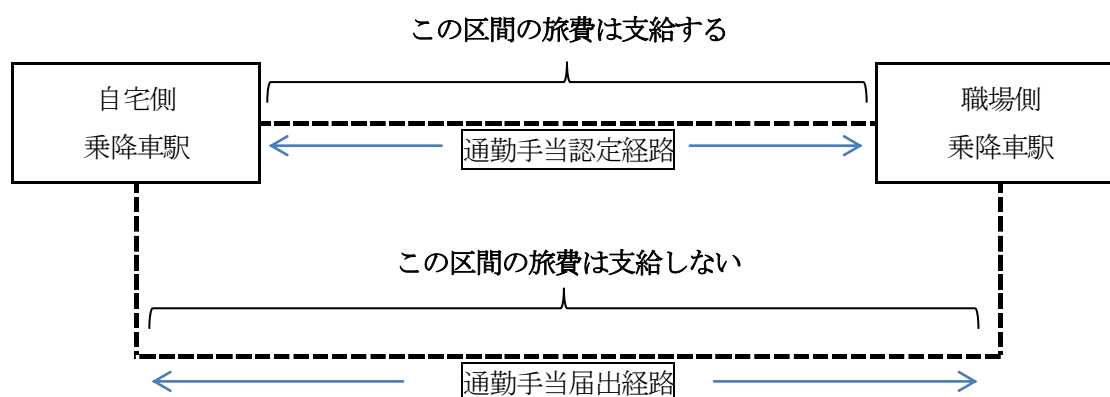 この区間の旅費は支給する
自宅側
乗降車駅
職場側
乗降車駅
通勤手当認定経路
この区間の旅費は支給しない
通勤手当届出経路